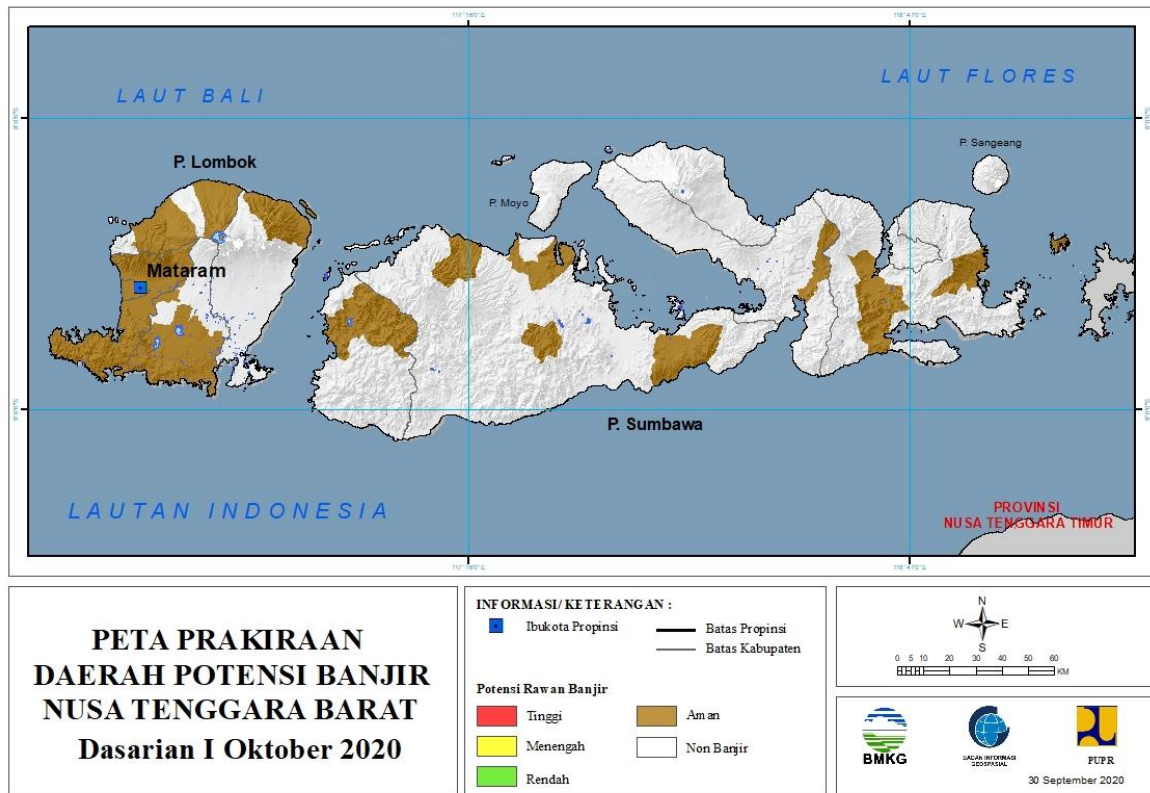 LAUT BALI
LAUT FLORES
P. Lombok
P. Sangeang
P. Moyo
Mataram
P. Sumbawa
LAUTAN INDONESIA
PROVINSI
NUSA TENGGARA TIMUR
PETA PRAKIRAAN
DAERAH POTENSI BANJIR
NUSA TENGGARA BARAT
Dasarian I Oktober 2020
INFORMASI/ KETERANGAN :
Ibukota Propinsi
Batas Propinsi
Batas Kabupaten
Potensi Rawan Banjir
Tinggi
Aman
Menengah
Non Banjir
Rendah
N
W E
S
0 5 10 20 30 40 50 60
KM
BMKG
BADAN INFORMASI
GEOSPASIAL
PUPR
30 September 2020